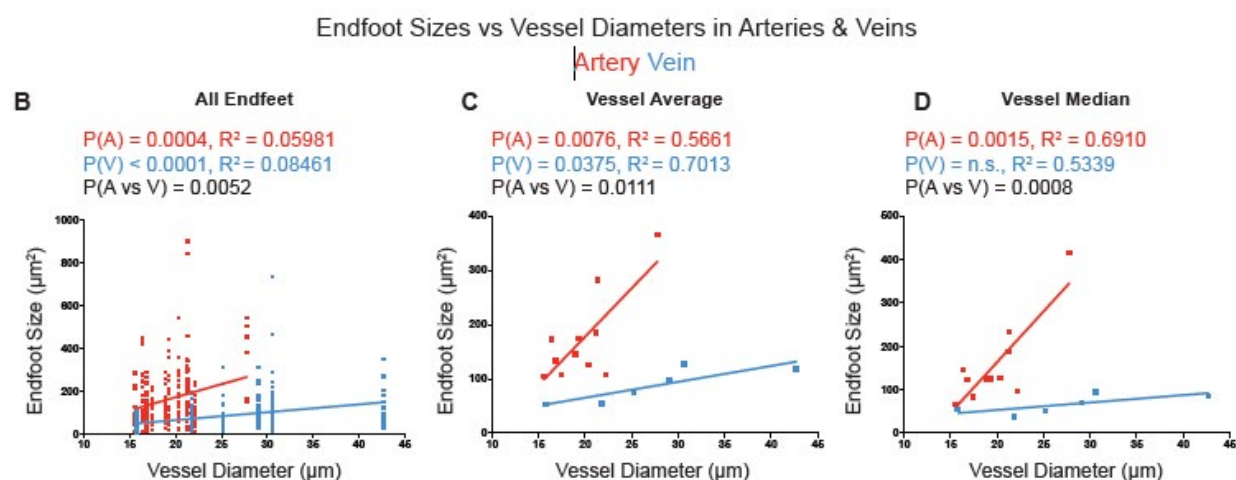 Endfoot Sizes vs Vessel Diameters in Arteries & Veins
Artery Vein
B All Endfeet
P(A) = 0.0004, R² = 0.05981
P(V) < 0.0001, R² = 0.08461
P(A vs V) = 0.0052
1000
800
600
400
200
0
10 15 20 25 30 35 40 45
Endfoot Size (µm²)
Vessel Diameter (µm)
C Vessel Average
P(A) = 0.0076, R² = 0.5661
P(V) = 0.0375, R² = 0.7013
P(A vs V) = 0.0111
400
300
200
100
0
10 15 20 25 30 35 40 45
Endfoot Size (µm²)
Vessel Diameter (µm)
D Vessel Median
P(A) = 0.0015, R² = 0.6910
P(V) = n.s., R² = 0.5339
P(A vs V) = 0.0008
500
400
300
200
100
0
10 15 20 25 30 35 40 45
Endfoot Size (µm²)
Vessel Diameter (µm)